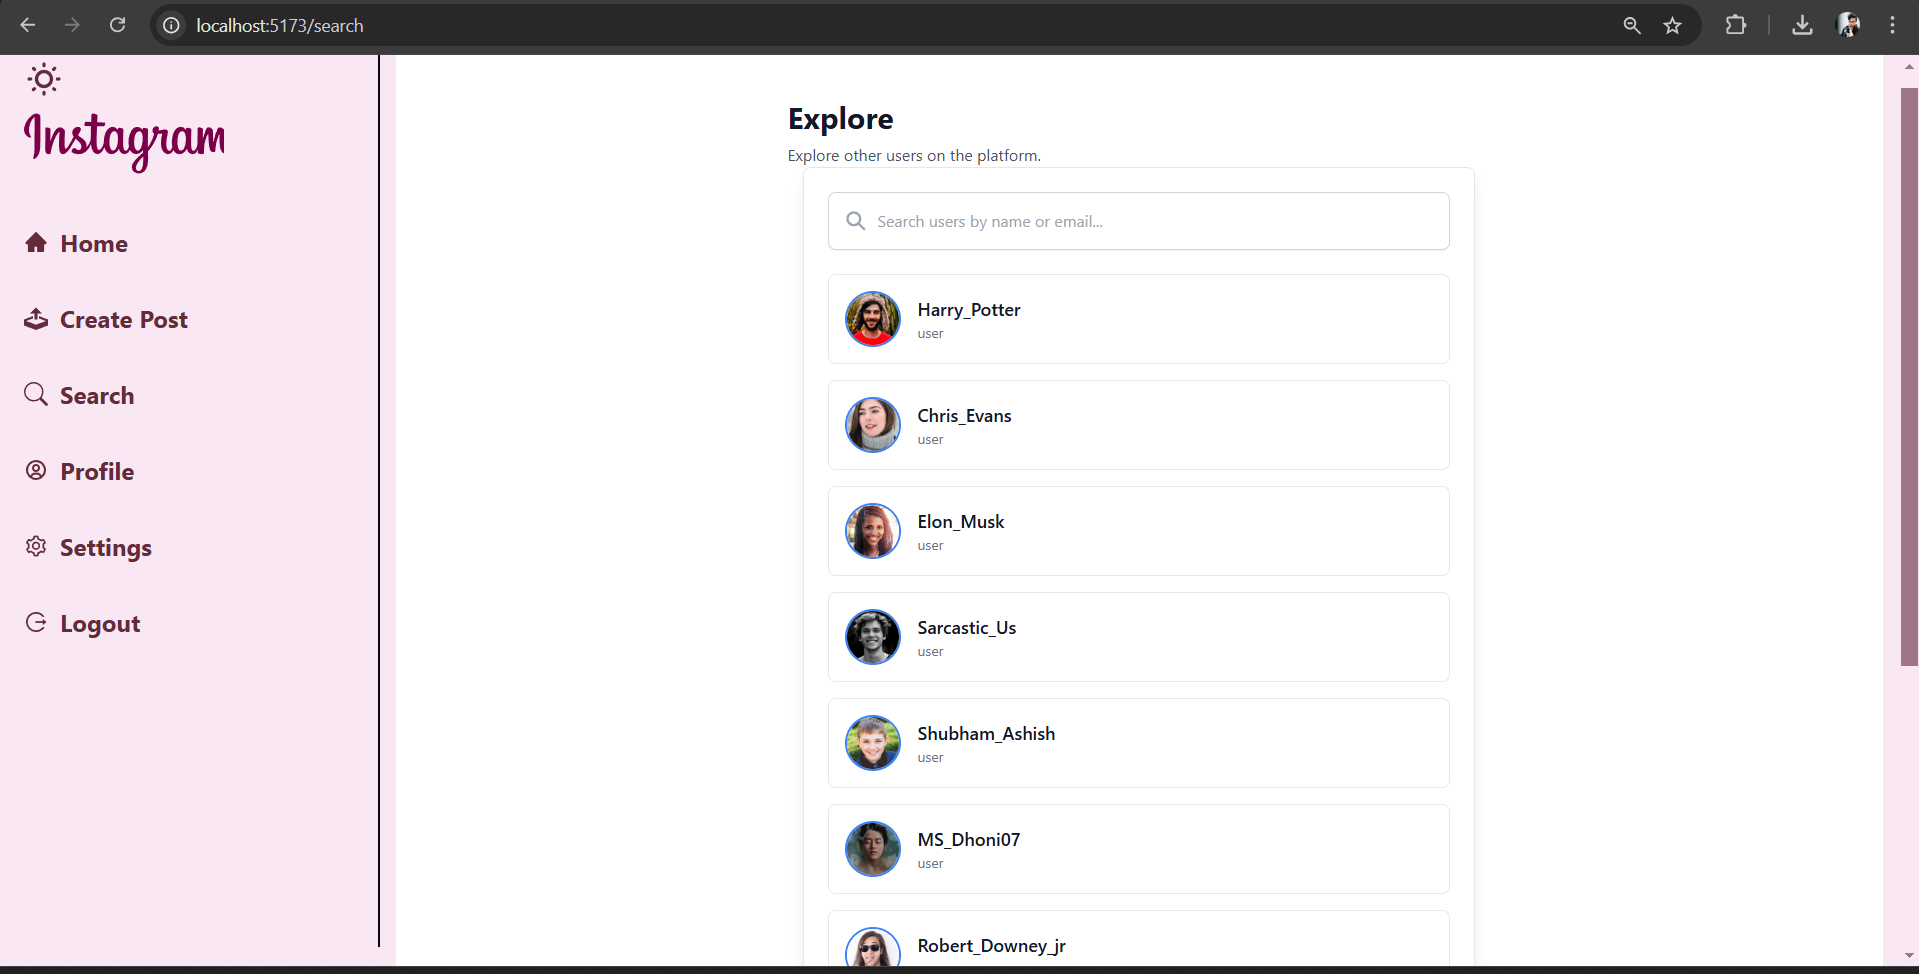 localhost:5173/search
Instagram
Home
Create Post
Search
Profile
Settings
Logout
Explore
Explore other users on the platform.
Search users by name or email...
Harry_Potter
user
Chris_Evans
user
Elon_Musk
user
Sarcastic_Us
user
Shubham_Ashish
user
MS_Dhoni07
user
Robert_Downey_jr